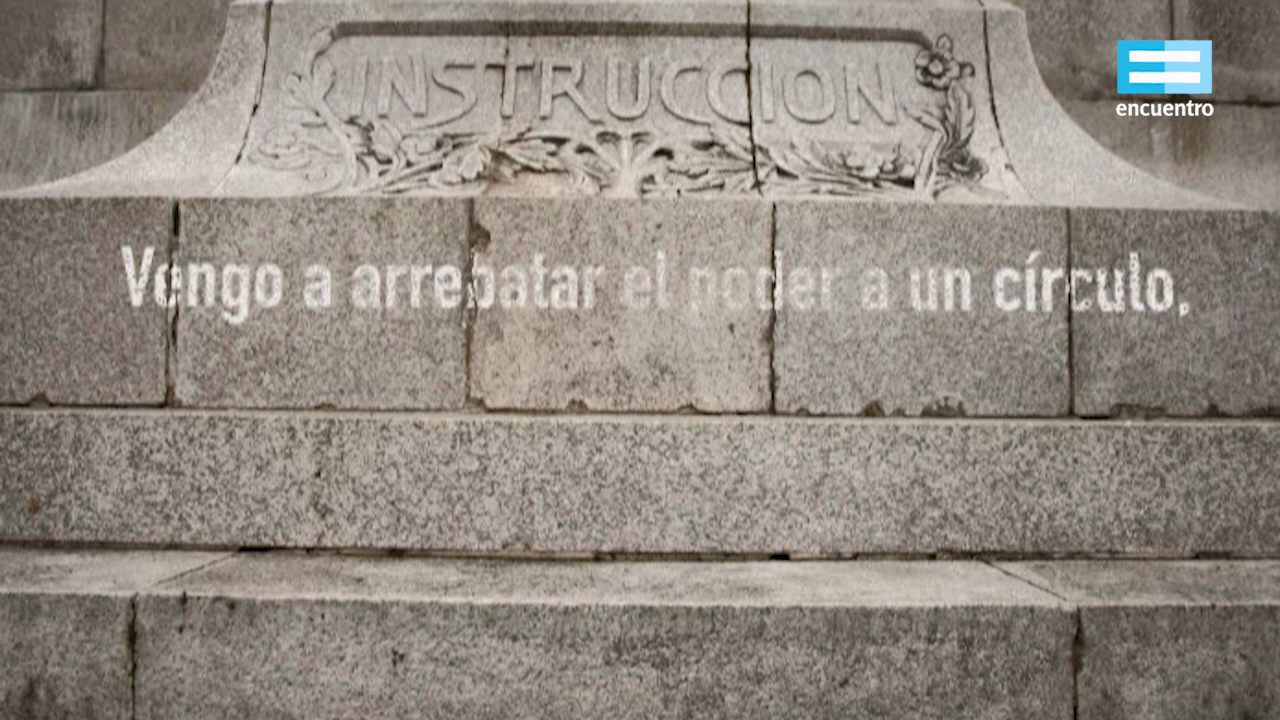 INSTRUCCION
encuentro
Vengo a arrebatar el poder a un círculo,